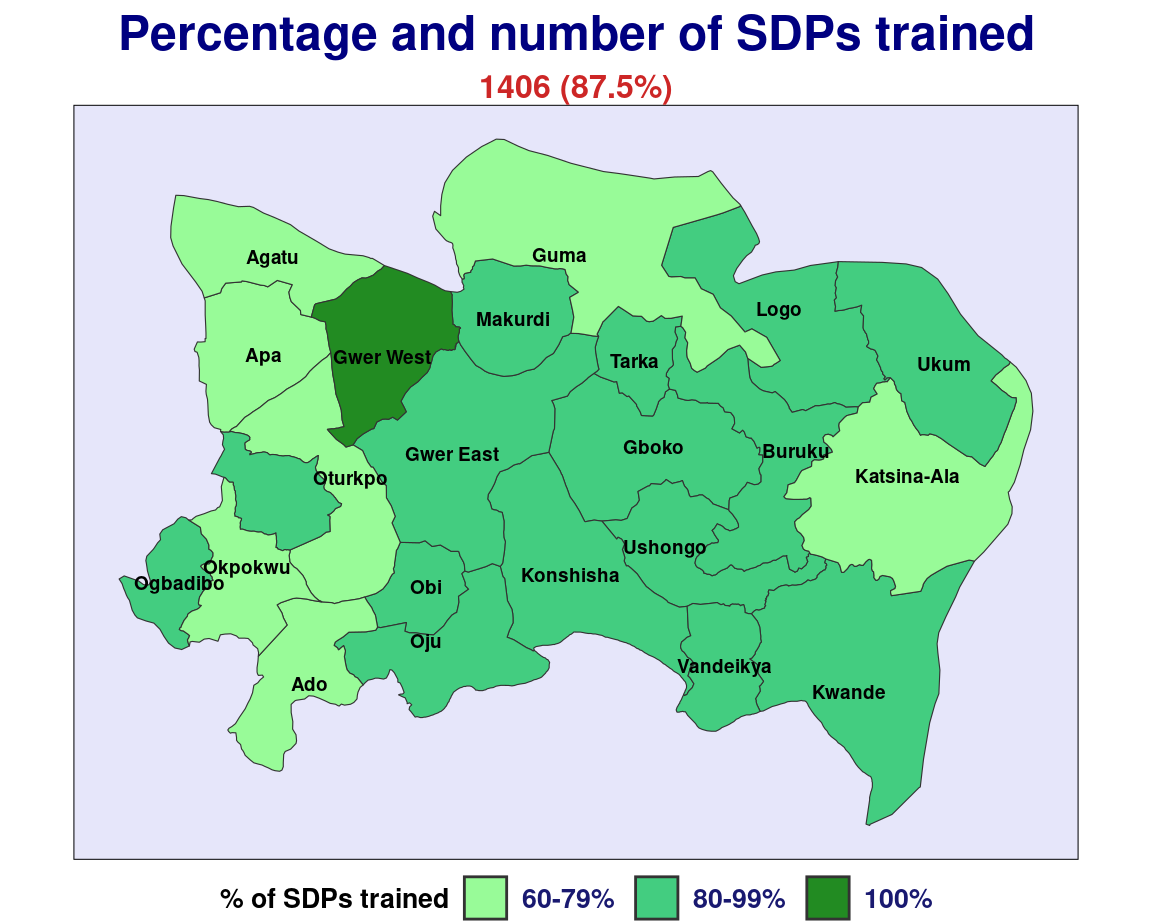 Percentage and number of SDPs trained
1406 (87.5%)
Agatu
Guma
Logo
Makurdi
Apa
Gwer West
Tarka
Ukum
Gwer East
Gboko
Buruku
Katsina-Ala
Oturkpo
Ushongo
Okpokwu
Ogbadibo
Konshisha
Obi
Oju
Vandeikya
Ado
Kwande
% of SDPs trained 60-79% 80-99% 100%